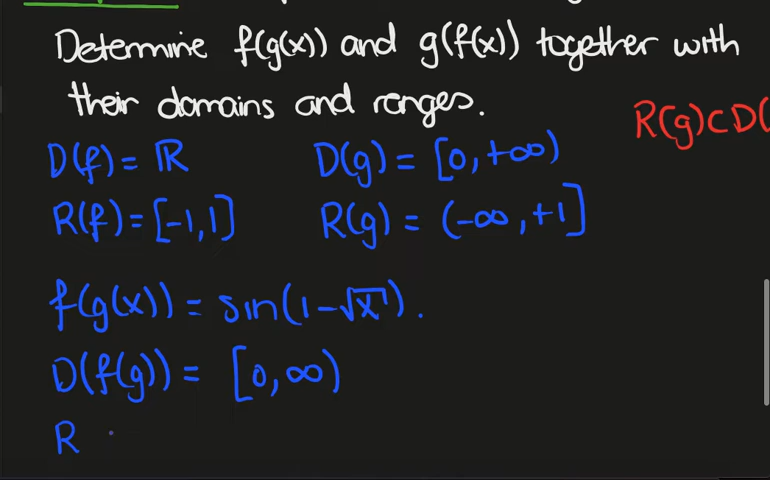 Determine f(g(x)) and g(f(x)) together with
their domains and ranges.
R(g)⊂D(
D(f)= ℝ D(g) = [0,+∞)
R(f)=[-1,1] R(g) = (-∞,+1]
f(g(x)) = sin(1-√x).
D(f(g)) = [0,∞)
R